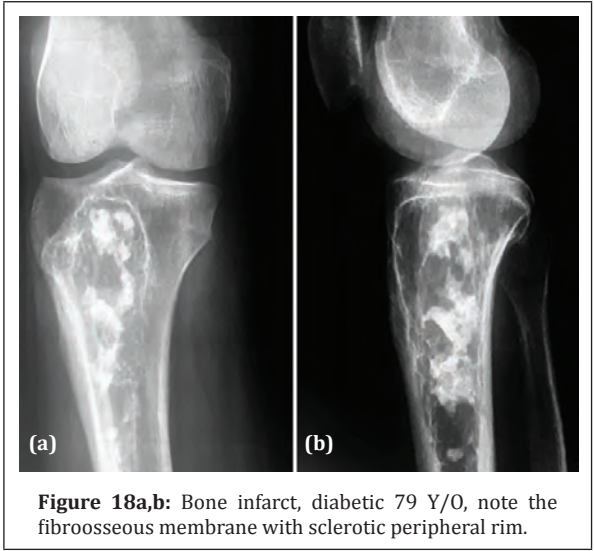 (a)
(b)
Figure 18a,b: Bone infarct, diabetic 79 Y/O, note the
fibroosseous membrane with sclerotic peripheral rim.